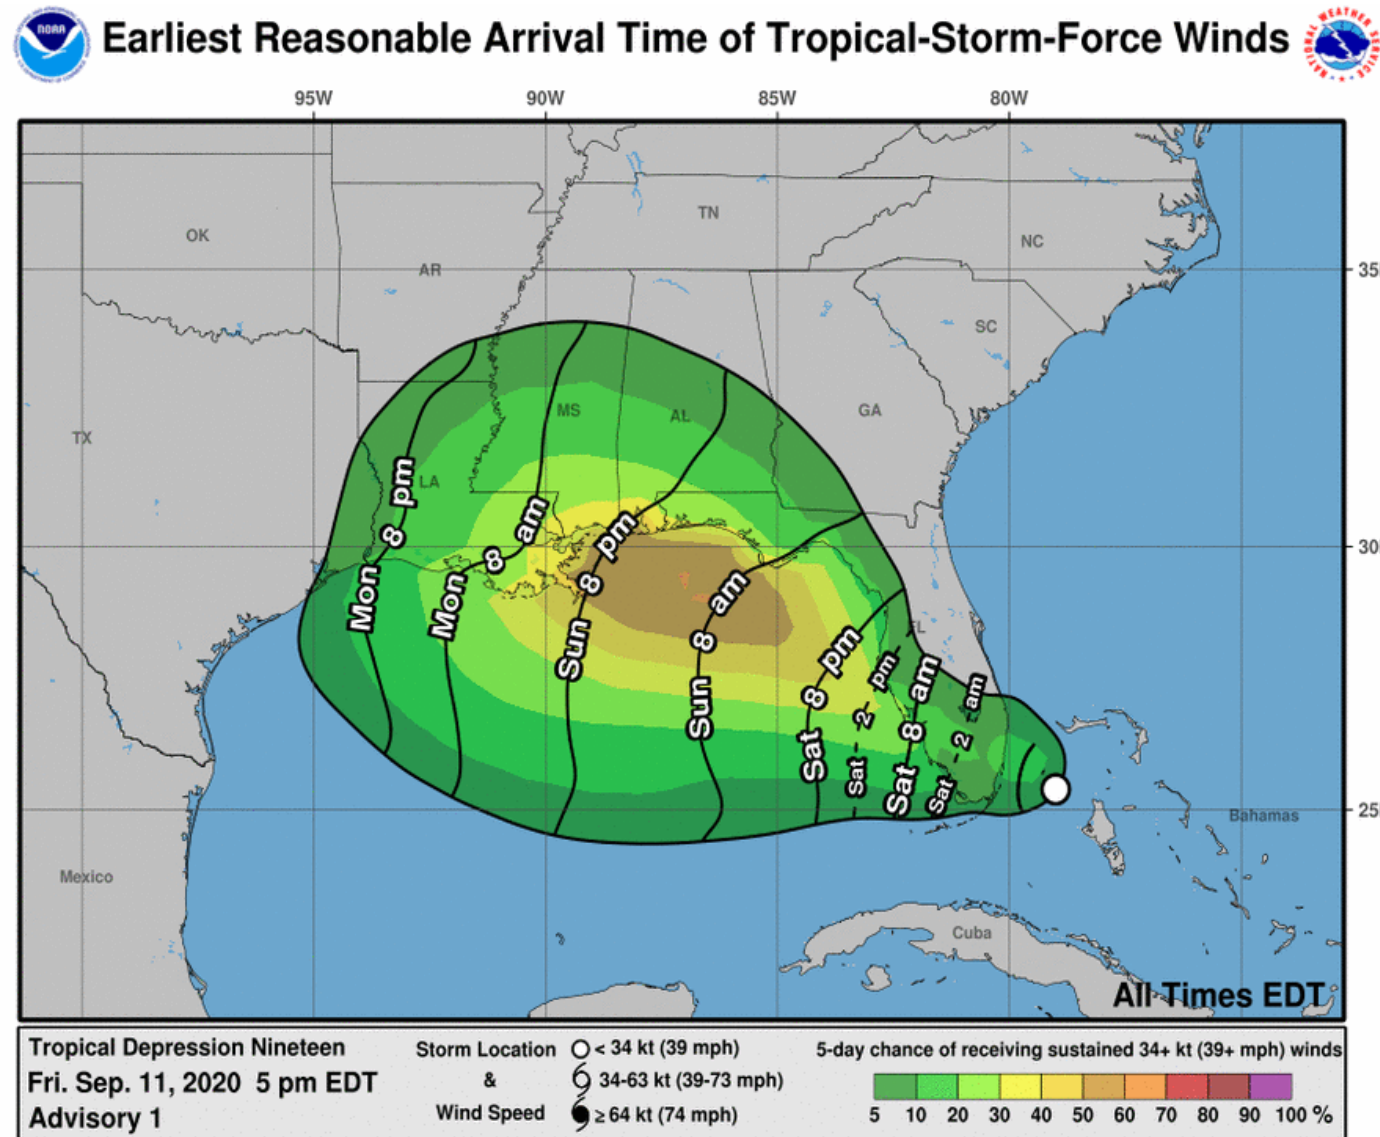 NOAA
Earliest Reasonable Arrival Time of Tropical-Storm-Force Winds
NATIONAL WEATHER SERVICE
95W 90W 85W 80W
TN
OK
NC
AR
35
SC
MS
AL
GA
TX
LA
30
FL
Mon 8 pm
Mon 8 am
Sun 8 pm
Sun 8 am
Sat 8 pm
Sat 2 pm
Sat 8 am
Sat 2 am
25
Bahamas
Mexico
Cuba
All Times EDT
Tropical Depression Nineteen
Fri. Sep. 11, 2020 5 pm EDT
Advisory 1
Storm Location
&
Wind Speed
< 34 kt (39 mph)
34-63 kt (39-73 mph)
≥ 64 kt (74 mph)
5-day chance of receiving sustained 34+ kt (39+ mph) winds
5 10 20 30 40 50 60 70 80 90 100 %